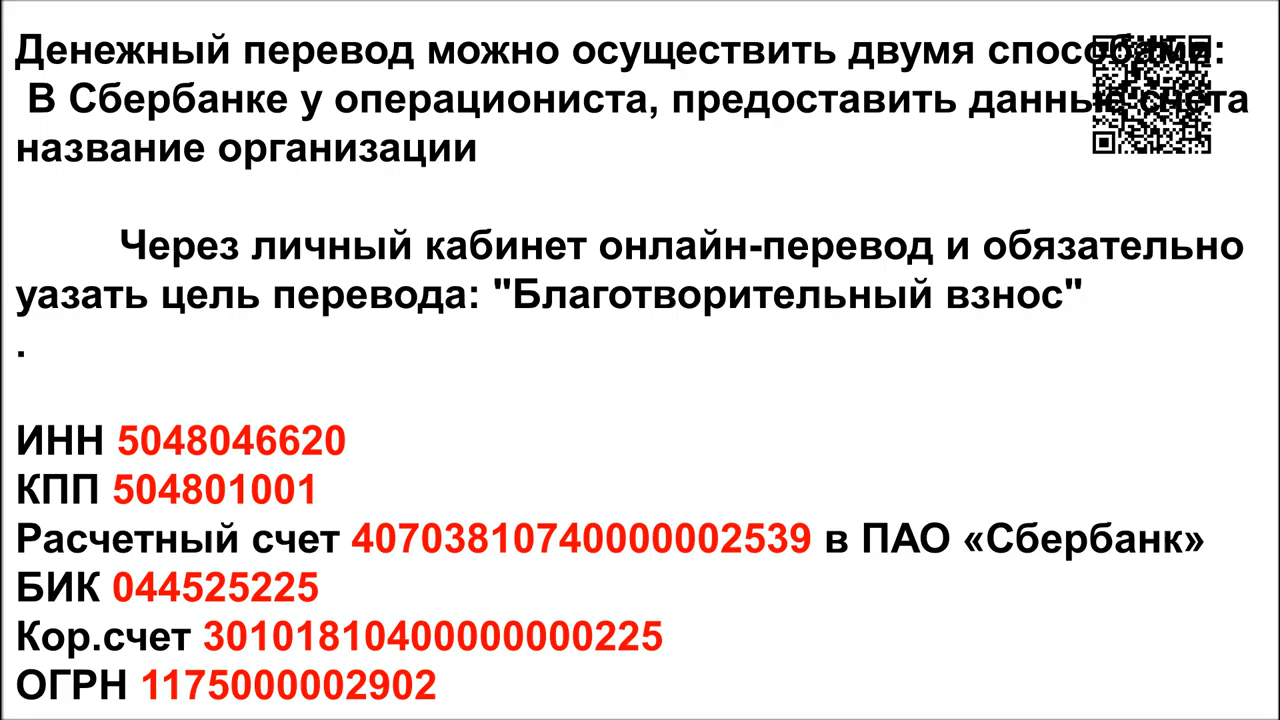 Денежный перевод можно осуществить двумя способами:
В Сбербанке у операциониста, предоставить данные счета
название организации
Через личный кабинет онлайн-перевод и обязательно
уазать цель перевода: "Благотворительный взнос"
.
ИНН 5048046620
КПП 504801001
Расчетный счет 40703810740000002539 в ПАО «Сбербанк»
БИК 044525225
Кор.счет 30101810400000000225
ОГРН 1175000002902